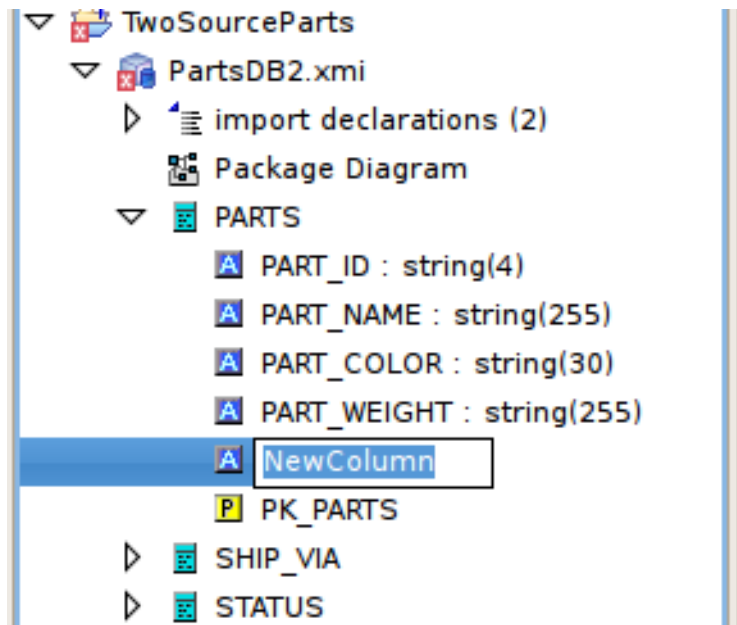 TwoSourceParts
PartsDB2.xmi
import declarations (2)
Package Diagram
PARTS
A PART_ID : string(4)
A PART_NAME : string(255)
A PART_COLOR : string(30)
A PART_WEIGHT : string(255)
A NewColumn
P PK_PARTS
SHIP_VIA
STATUS